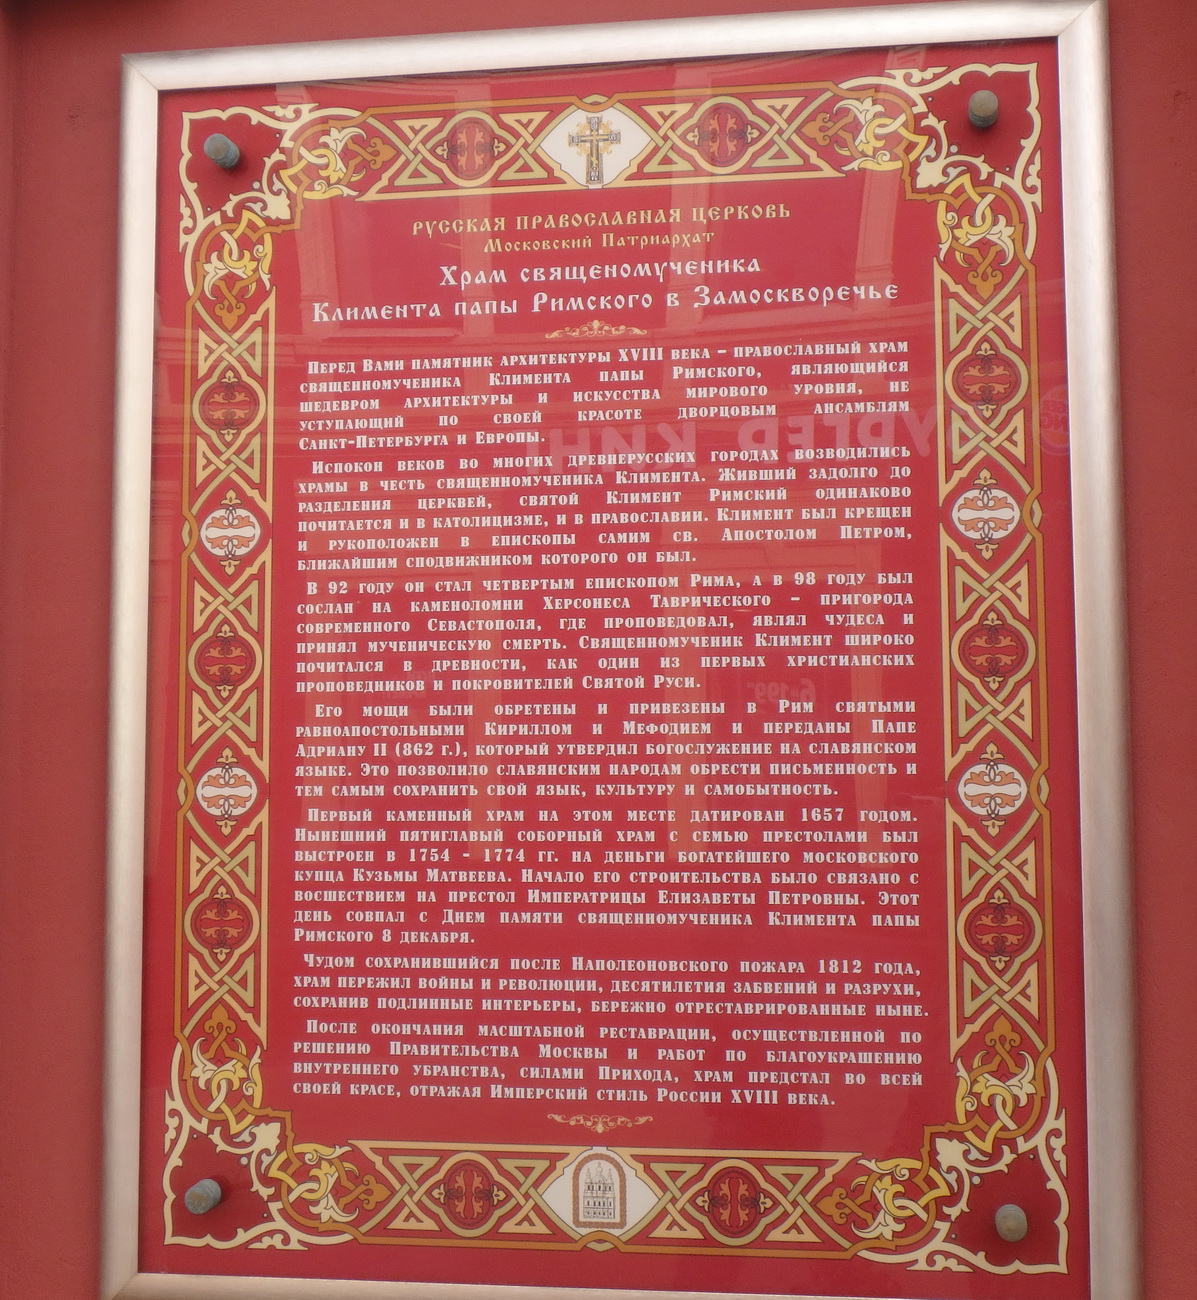 РУССКАЯ ПРАВОСЛАВНАЯ ЦЕРКОВЬ
Московский Патриархат
Храм священомученика
Климента папы Римского в Замоскворечье
Перед Вами памятник архитектуры XVIII века – православный храм
священномученика Климента папы Римского, являющийся
шедевром архитектуры и искусства мирового уровня, не
уступающий по своей красоте дворцовым ансамблям
Санкт-Петербурга и Европы.
Испокон веков во многих древнерусских городах возводились
храмы в честь священномученика Климента. Живший задолго до
разделения церквей, святой Климент Римский одинаково
почитается и в католицизме, и в православии. Климент был крещен
и рукоположен в епископы самим св. Апостолом Петром,
ближайшим сподвижником которого он был.
В 92 году он стал четвертым епископом Рима, а в 98 году был
сослан на каменоломни Херсонеса Таврического – пригорода
современного Севастополя, где проповедовал, являл чудеса и
принял мученическую смерть. Священномученик Климент широко
почитался в древности, как один из первых христианских
проповедников и покровителей Святой Руси.
Его мощи были обретены и привезены в Рим святыми
равноапостольными Кириллом и Мефодием и переданы Папе
Адриану II (862 г.), который утвердил богослужение на славянском
языке. Это позволило славянским народам обрести письменность и
тем самым сохранить свой язык, культуру и самобытность.
Первый каменный храм на этом месте датирован 1657 годом.
Нынешний пятиглавый соборный храм с семью престолами был
выстроен в 1754 - 1774 гг. на деньги богатейшего московского
купца Кузьмы Матвеева. Начало его строительства было связано с
восшествием на престол Императрицы Елизаветы Петровны. Этот
день совпал с Днем памяти священномученика Климента папы
Римского 8 декабря.
Чудом сохранившийся после Наполеоновского пожара 1812 года,
храм пережил войны и революции, десятилетия забвений и разрухи,
сохранив подлинные интерьеры, бережно отреставрированные ныне.
После окончания масштабной реставрации, осуществленной по
решению Правительства Москвы и работ по благоукрашению
внутреннего убранства, силами Прихода, храм предстал во всей
своей красе, отражая Имперский стиль России XVIII века.